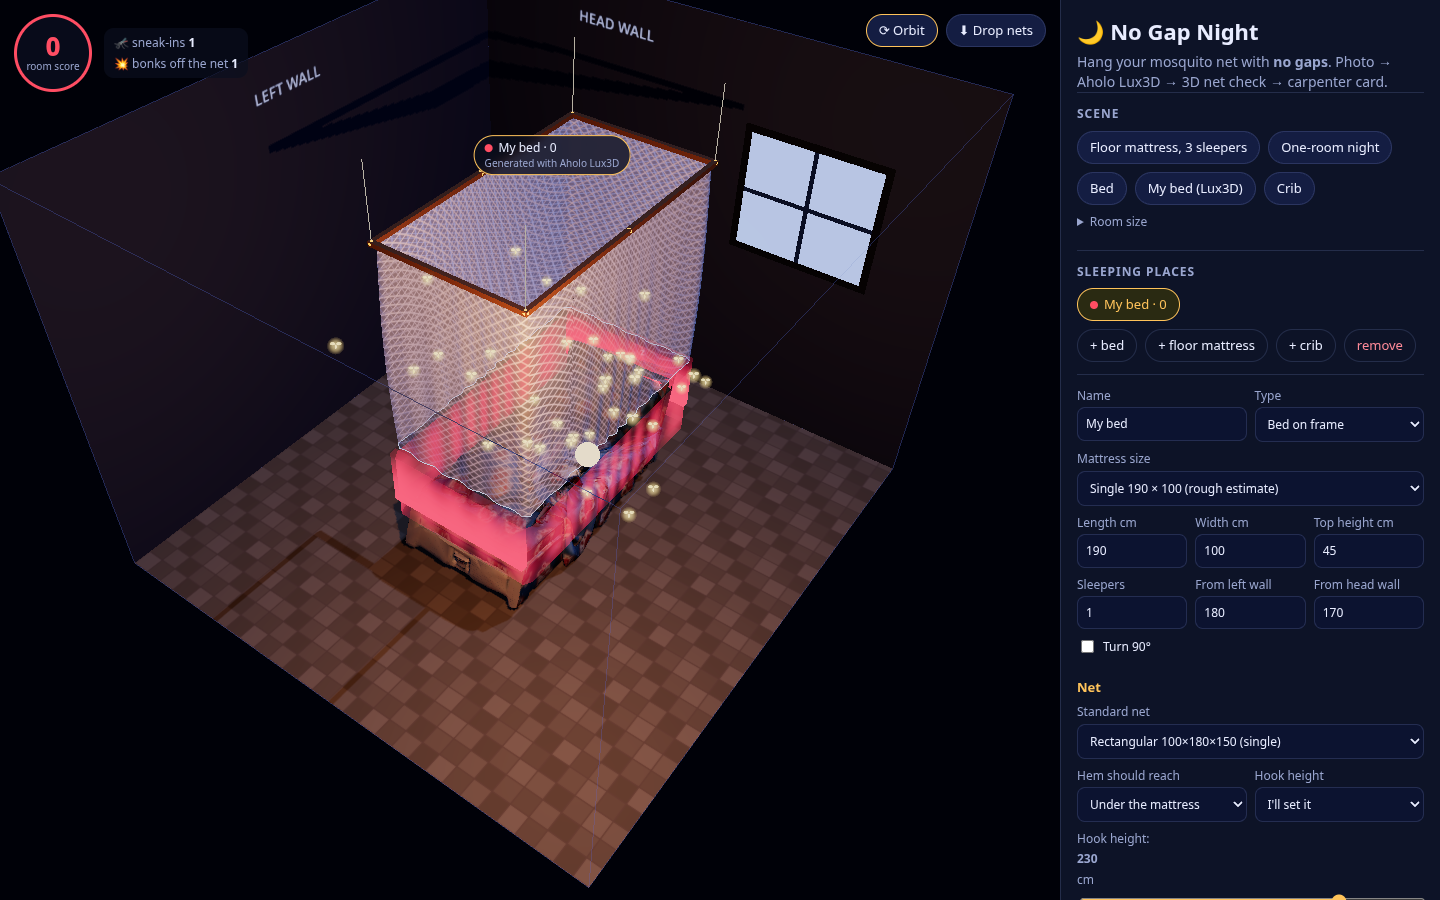 0
room score
🦟 sneak-ins 1
💥 bonks off the net 1
LEFT WALL
HEAD WALL
⟳ Orbit
⬇ Drop nets
My bed · 0
Generated with Aholo Lux3D
🌙 No Gap Night
Hang your mosquito net with no gaps. Photo →
Aholo Lux3D → 3D net check → carpenter card.
SCENE
Floor mattress, 3 sleepers
One-room night
Bed
My bed (Lux3D)
Crib
▶ Room size
SLEEPING PLACES
My bed · 0
+ bed
+ floor mattress
+ crib
remove
Name
Type
My bed
Bed on frame
Mattress size
Single 190 × 100 (rough estimate)
Length cm
Width cm
Top height cm
190
100
45
Sleepers
From left wall
From head wall
1
180
170
Turn 90°
Net
Standard net
Rectangular 100×180×150 (single)
Hem should reach
Hook height
Under the mattress
I'll set it
Hook height:
230
cm